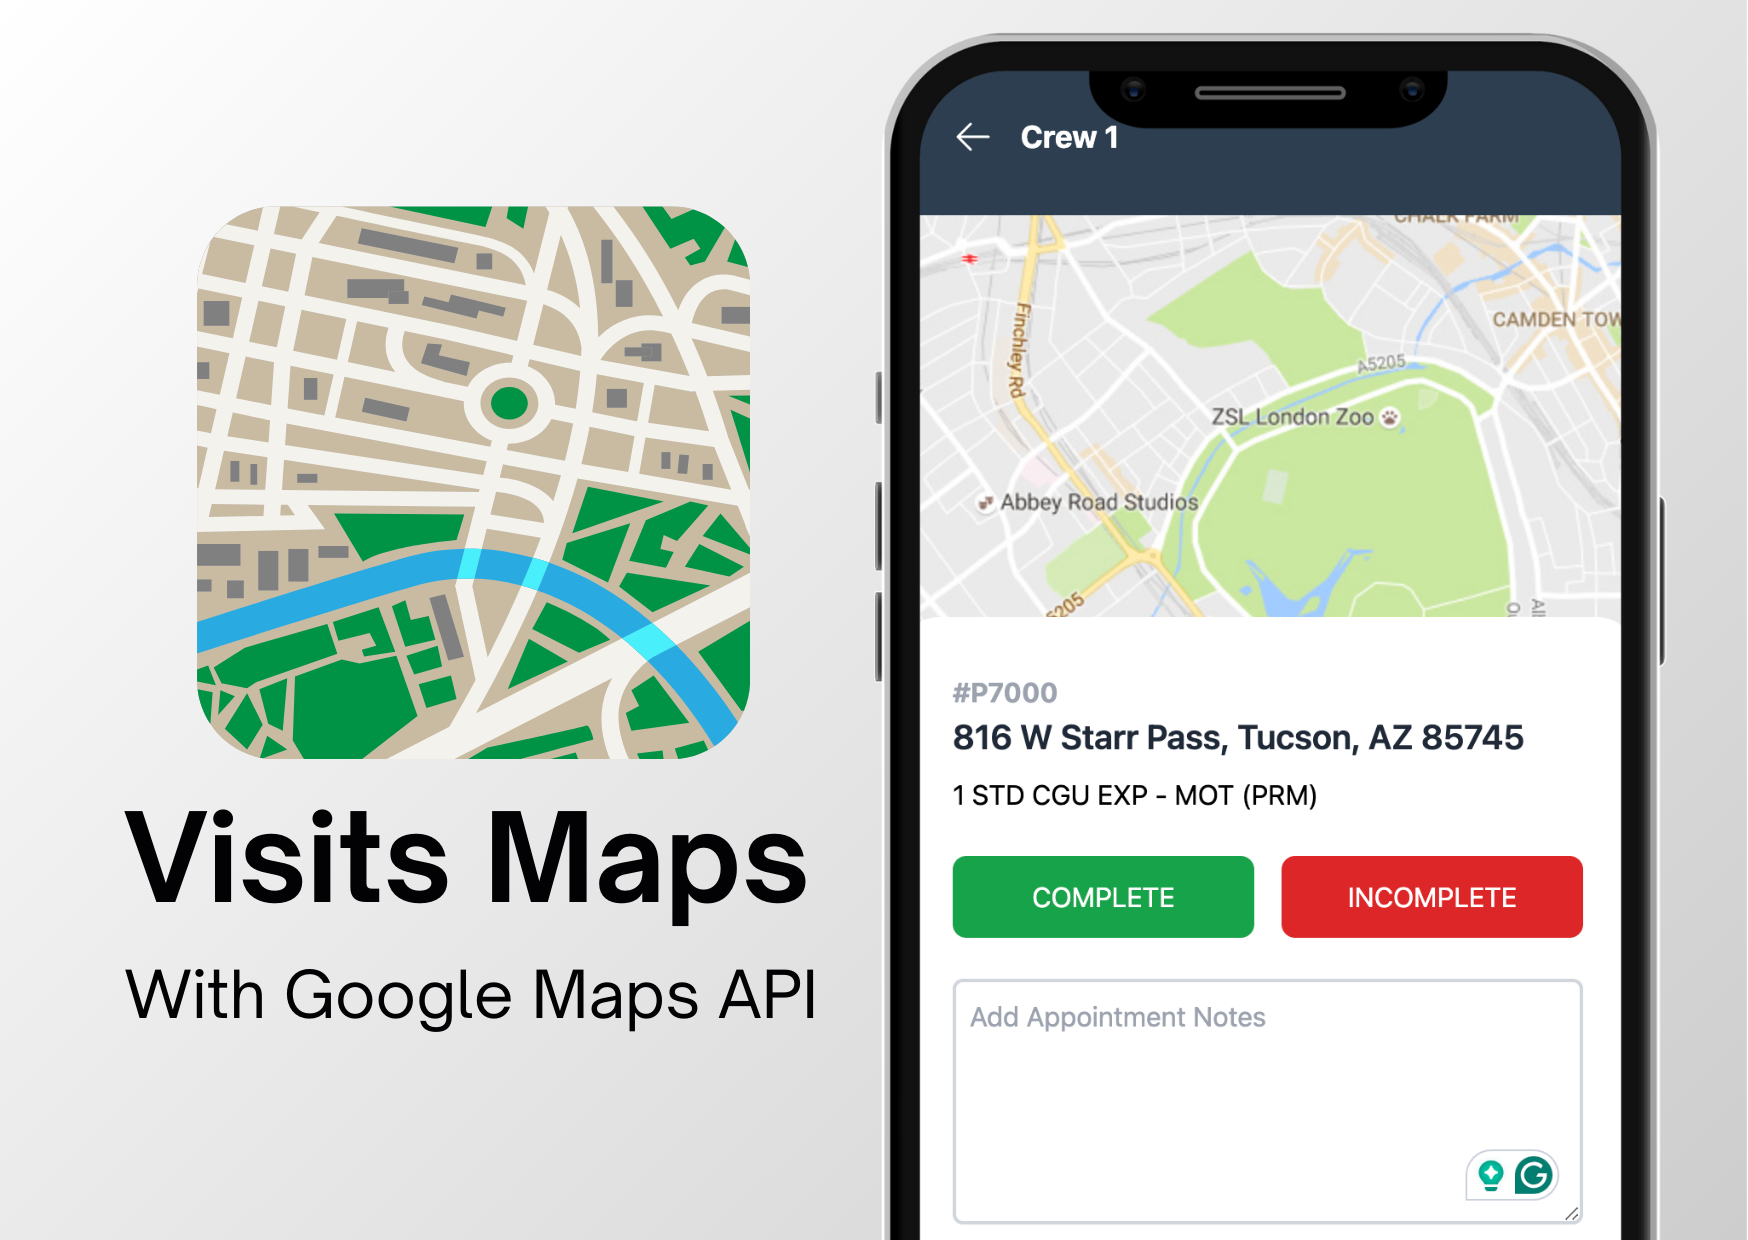 Visits Maps
With Google Maps API
Crew 1
CHALK FARM
CAMDEN TOW
Finchley Rd
A5205
ZSL London Zoo
Abbey Road Studios
5205
#P7000
816 W Starr Pass, Tucson, AZ 85745
1 STD CGU EXP - MOT (PRM)
COMPLETE
INCOMPLETE
Add Appointment Notes